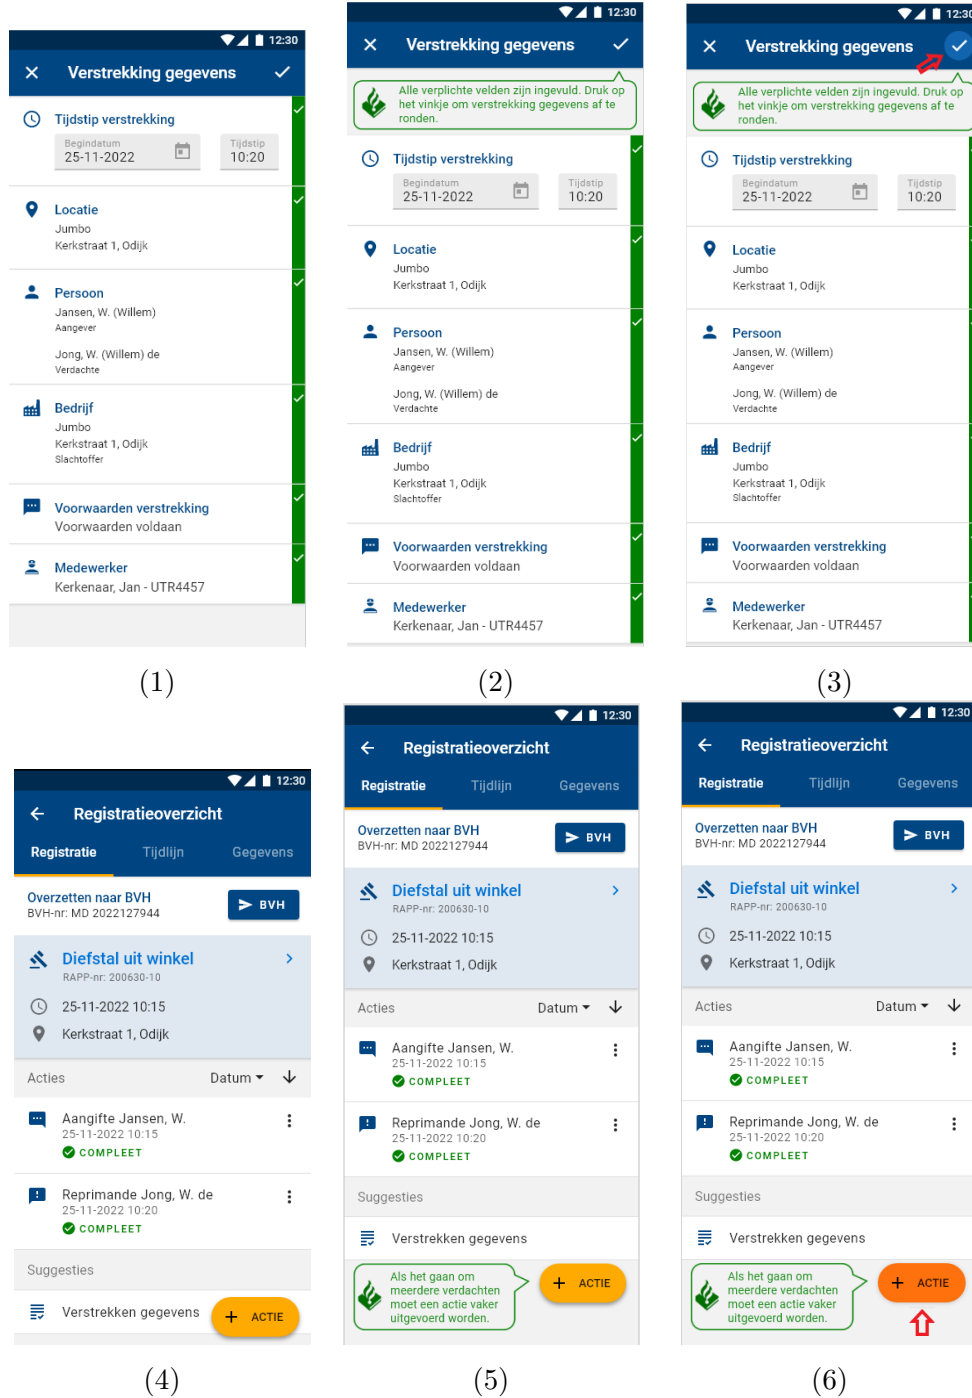 12:30
Verstrekking gegevens
Tijdstip verstrekking
Begindatum
25-11-2022
Tijdstip
10:20
Locatie
Jumbo
Kerkstraat 1, Odijk
Persoon
Jansen, W. (Willem)
Aangever
Jong, W. (Willem) de
Verdachte
Bedrijf
Jumbo
Kerkstraat 1, Odijk
Slachtoffer
Voorwaarden verstrekking
Voorwaarden voldaan
Medewerker
Kerkenaar, Jan - UTR4457
(1)
12:30
Verstrekking gegevens
Alle verplichte velden zijn ingevuld. Druk op
het vinkje om verstrekking gegevens af te
ronden.
Tijdstip verstrekking
Begindatum
25-11-2022
Tijdstip
10:20
Locatie
Jumbo
Kerkstraat 1, Odijk
Persoon
Jansen, W. (Willem)
Aangever
Jong, W. (Willem) de
Verdachte
Bedrijf
Jumbo
Kerkstraat 1, Odijk
Slachtoffer
Voorwaarden verstrekking
Voorwaarden voldaan
Medewerker
Kerkenaar, Jan - UTR4457
(2)
12:30
Verstrekking gegevens
Alle verplichte velden zijn ingevuld. Druk op
het vinkje om verstrekking gegevens af te
ronden.
Tijdstip verstrekking
Begindatum
25-11-2022
Tijdstip
10:20
Locatie
Jumbo
Kerkstraat 1, Odijk
Persoon
Jansen, W. (Willem)
Aangever
Jong, W. (Willem) de
Verdachte
Bedrijf
Jumbo
Kerkstraat 1, Odijk
Slachtoffer
Voorwaarden verstrekking
Voorwaarden voldaan
Medewerker
Kerkenaar, Jan - UTR4457
(3)
12:30
Registratieoverzicht
Registratie Tijdlijn Gegevens
Overzetten naar BVH
BVH-nr: MD 2022127944
BVH
Diefstal uit winkel
RAPP-nr: 200630-10
25-11-2022 10:15
Kerkstraat 1, Odijk
Acties Datum
Aangifte Jansen, W.
25-11-2022 10:15
COMPLEET
Reprimande Jong, W. de
25-11-2022 10:20
COMPLEET
Suggesties
Verstrekken gegevens
+ ACTIE
(4)
12:30
Registratieoverzicht
Registratie Tijdlijn Gegevens
Overzetten naar BVH
BVH-nr: MD 2022127944
BVH
Diefstal uit winkel
RAPP-nr: 200630-10
25-11-2022 10:15
Kerkstraat 1, Odijk
Acties Datum
Aangifte Jansen, W.
25-11-2022 10:15
COMPLEET
Reprimande Jong, W. de
25-11-2022 10:20
COMPLEET
Suggesties
Verstrekken gegevens
Als het gaan om
meerdere verdachten
moet een actie vaker
uitgevoerd worden.
+ ACTIE
(5)
12:30
Registratieoverzicht
Registratie Tijdlijn Gegevens
Overzetten naar BVH
BVH-nr: MD 2022127944
BVH
Diefstal uit winkel
RAPP-nr: 200630-10
25-11-2022 10:15
Kerkstraat 1, Odijk
Acties Datum
Aangifte Jansen, W.
25-11-2022 10:15
COMPLEET
Reprimande Jong, W. de
25-11-2022 10:20
COMPLEET
Suggesties
Verstrekken gegevens
Als het gaan om
meerdere verdachten
moet een actie vaker
uitgevoerd worden.
+ ACTIE
(6)